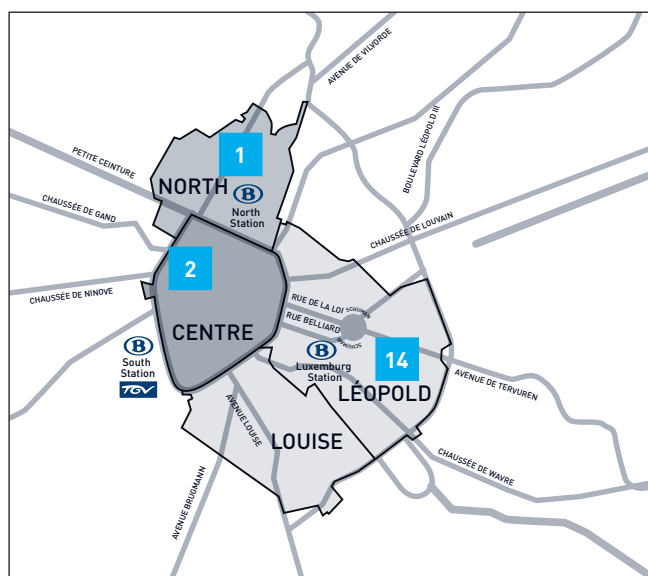 AVENUE DE VILVORDE
BOULEVARD LÉOPOLD III
1
PETITE CEINTURE
NORTH
B
North
Station
CHAUSSÉE DE GAND
CHAUSSÉE DE LOUVAIN
2
CHAUSSÉE DE NINOVE
RUE DE LA LOI
SCHUMAN
RUE BELLIARD
SCHUMAN
CENTRE
B
South
Station
TGV
B
Luxemburg
Station
14
AVENUE DE TERVUREN
LÉOPOLD
AVENUE LOUISE
LOUISE
CHAUSSÉE DE WAVRE
AVENUE BRUGMANN